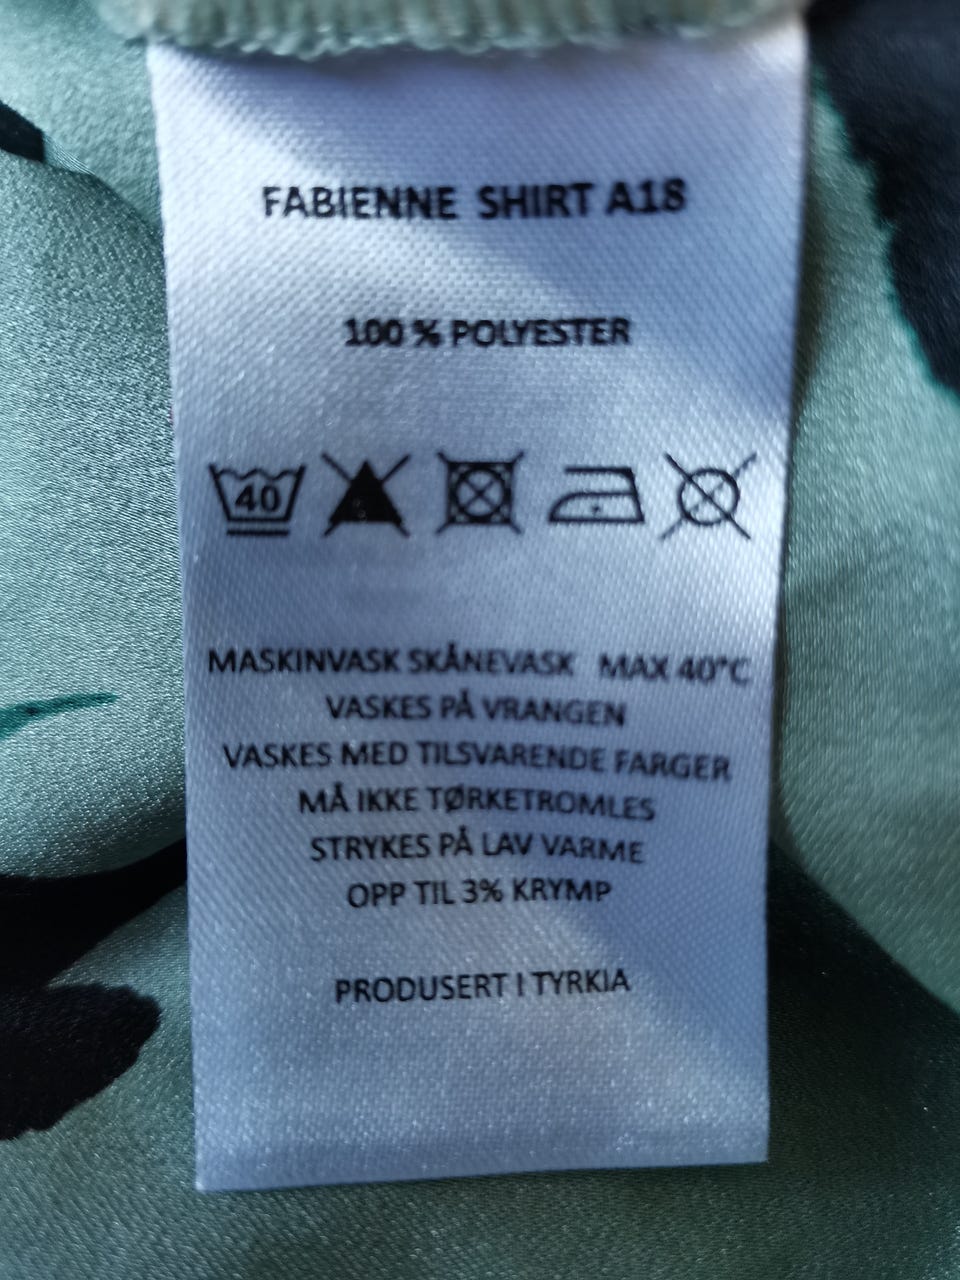 FABIENNE SHIRT A18
100 % POLYESTER
40
MASKINVASK SKÅNEVASK MAX 40°C
VASKES PÅ VRANGEN
VASKES MED TILSVARENDE FARGER
MÅ IKKE TØRKETROMLES
STRYKES PÅ LAV VARME
OPP TIL 3% KRYMP
PRODUSERT I TYRKIA